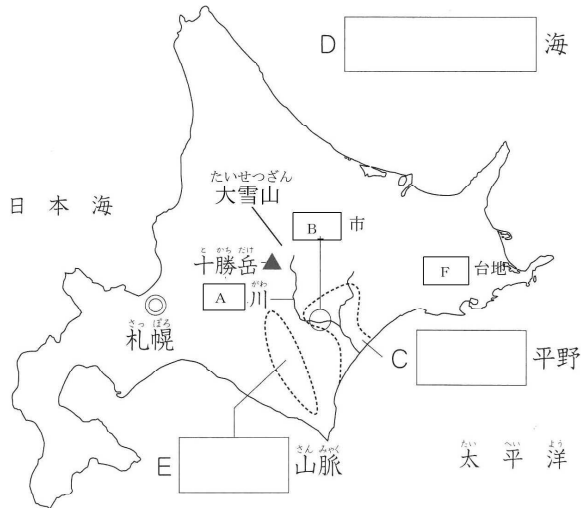 D 海
たいせつざん
大雪山
日本海
B 市
とかちだけ
十勝岳
F 台地
がわ
A 川
さっぽろ
札幌
C 平野
さんみゃく
E 山脈
たいへいよう
太平洋